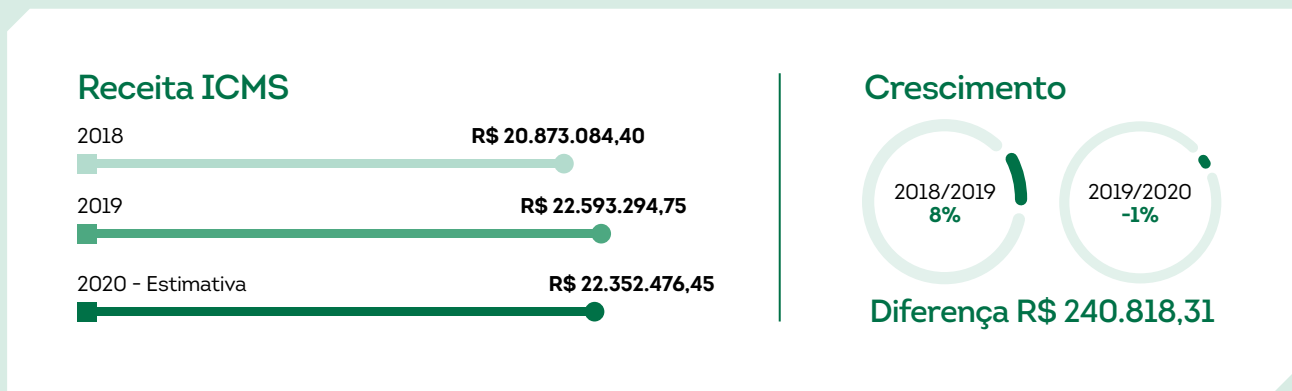 Receita ICMS
2018 R$ 20.873.084,40
2019 R$ 22.593.294,75
2020 - Estimativa R$ 22.352.476,45
Crescimento
2018/2019
8%
2019/2020
-1%
Diferença R$ 240.818,31